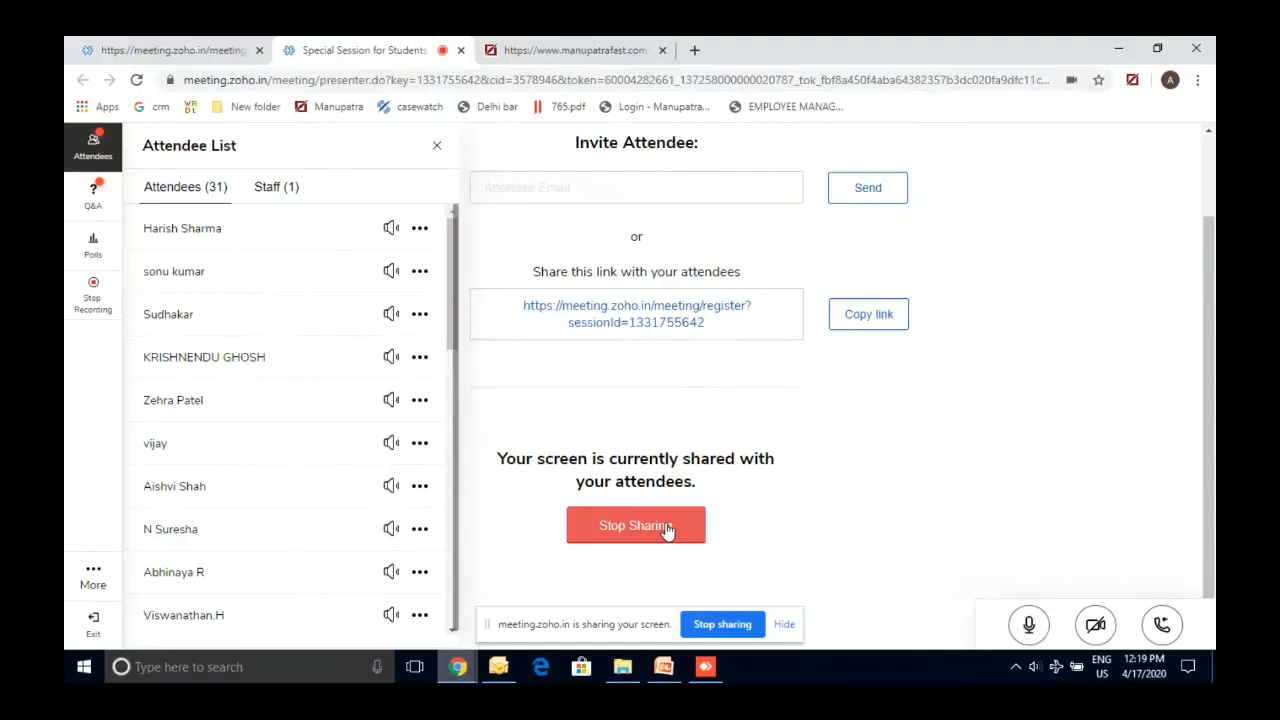 https://meeting.zoho.in/meeting
Special Session for Students
https://www.manupatrafast.com
meeting.zoho.in/meeting/presenter.do?key=1331755642&cid=3578946&token=60004282661_137258000000020787_tok_fbf8a450f4aba64382357b3dc020fa9dfc11c...
A
Apps
crm
New folder
Manupatra
casewatch
Delhi bar
765.pdf
Login - Manupatra...
EMPLOYEE MANAG...
Attendees
Q&A
Polls
Stop
Recording
More
Exit
Attendee List
Attendees (31)
Staff (1)
Harish Sharma
sonu kumar
Sudhakar
KRISHNENDU GHOSH
Zehra Patel
vijay
Aishvi Shah
N Suresha
Abhinaya R
Viswanathan.H
Invite Attendee:
Attendee Email
Send
or
Share this link with your attendees
https://meeting.zoho.in/meeting/register?
sessionId=1331755642
Copy link
Your screen is currently shared with
your attendees.
Stop Sharing
meeting.zoho.in is sharing your screen.
Stop sharing
Hide
Type here to search
ENG
US
12:19 PM
4/17/2020